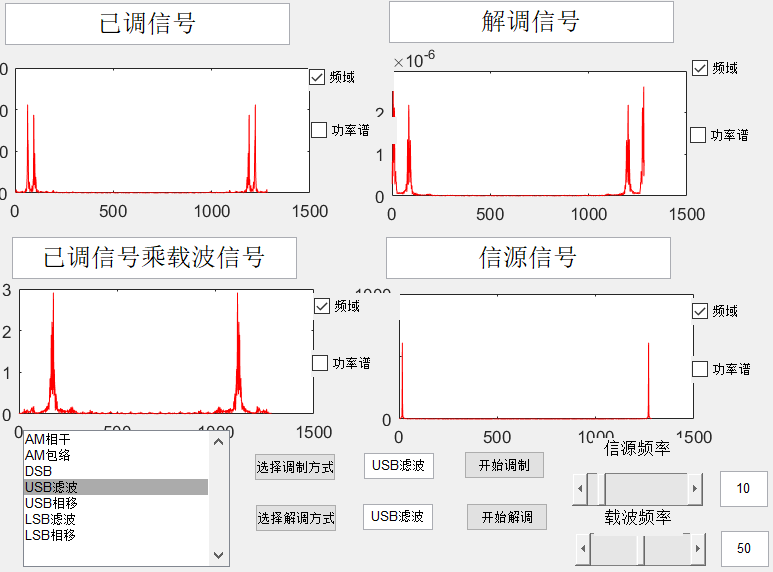 已调信号
解调信号
0
0
0
0
0
500
1000
1500
频域
功率谱
×10⁻⁶
2
1
0
0
500
1000
1500
频域
功率谱
已调信号乘载波信号
信源信号
3
2
1
0
0
500
1000
1500
频域
功率谱
0
0
500
1000
1500
频域
功率谱
AM相干
AM包络
DSB
USB滤波
USB相移
LSB滤波
LSB相移
选择调制方式
USB滤波
开始调制
选择解调方式
USB滤波
开始解调
信源频率
10
载波频率
50